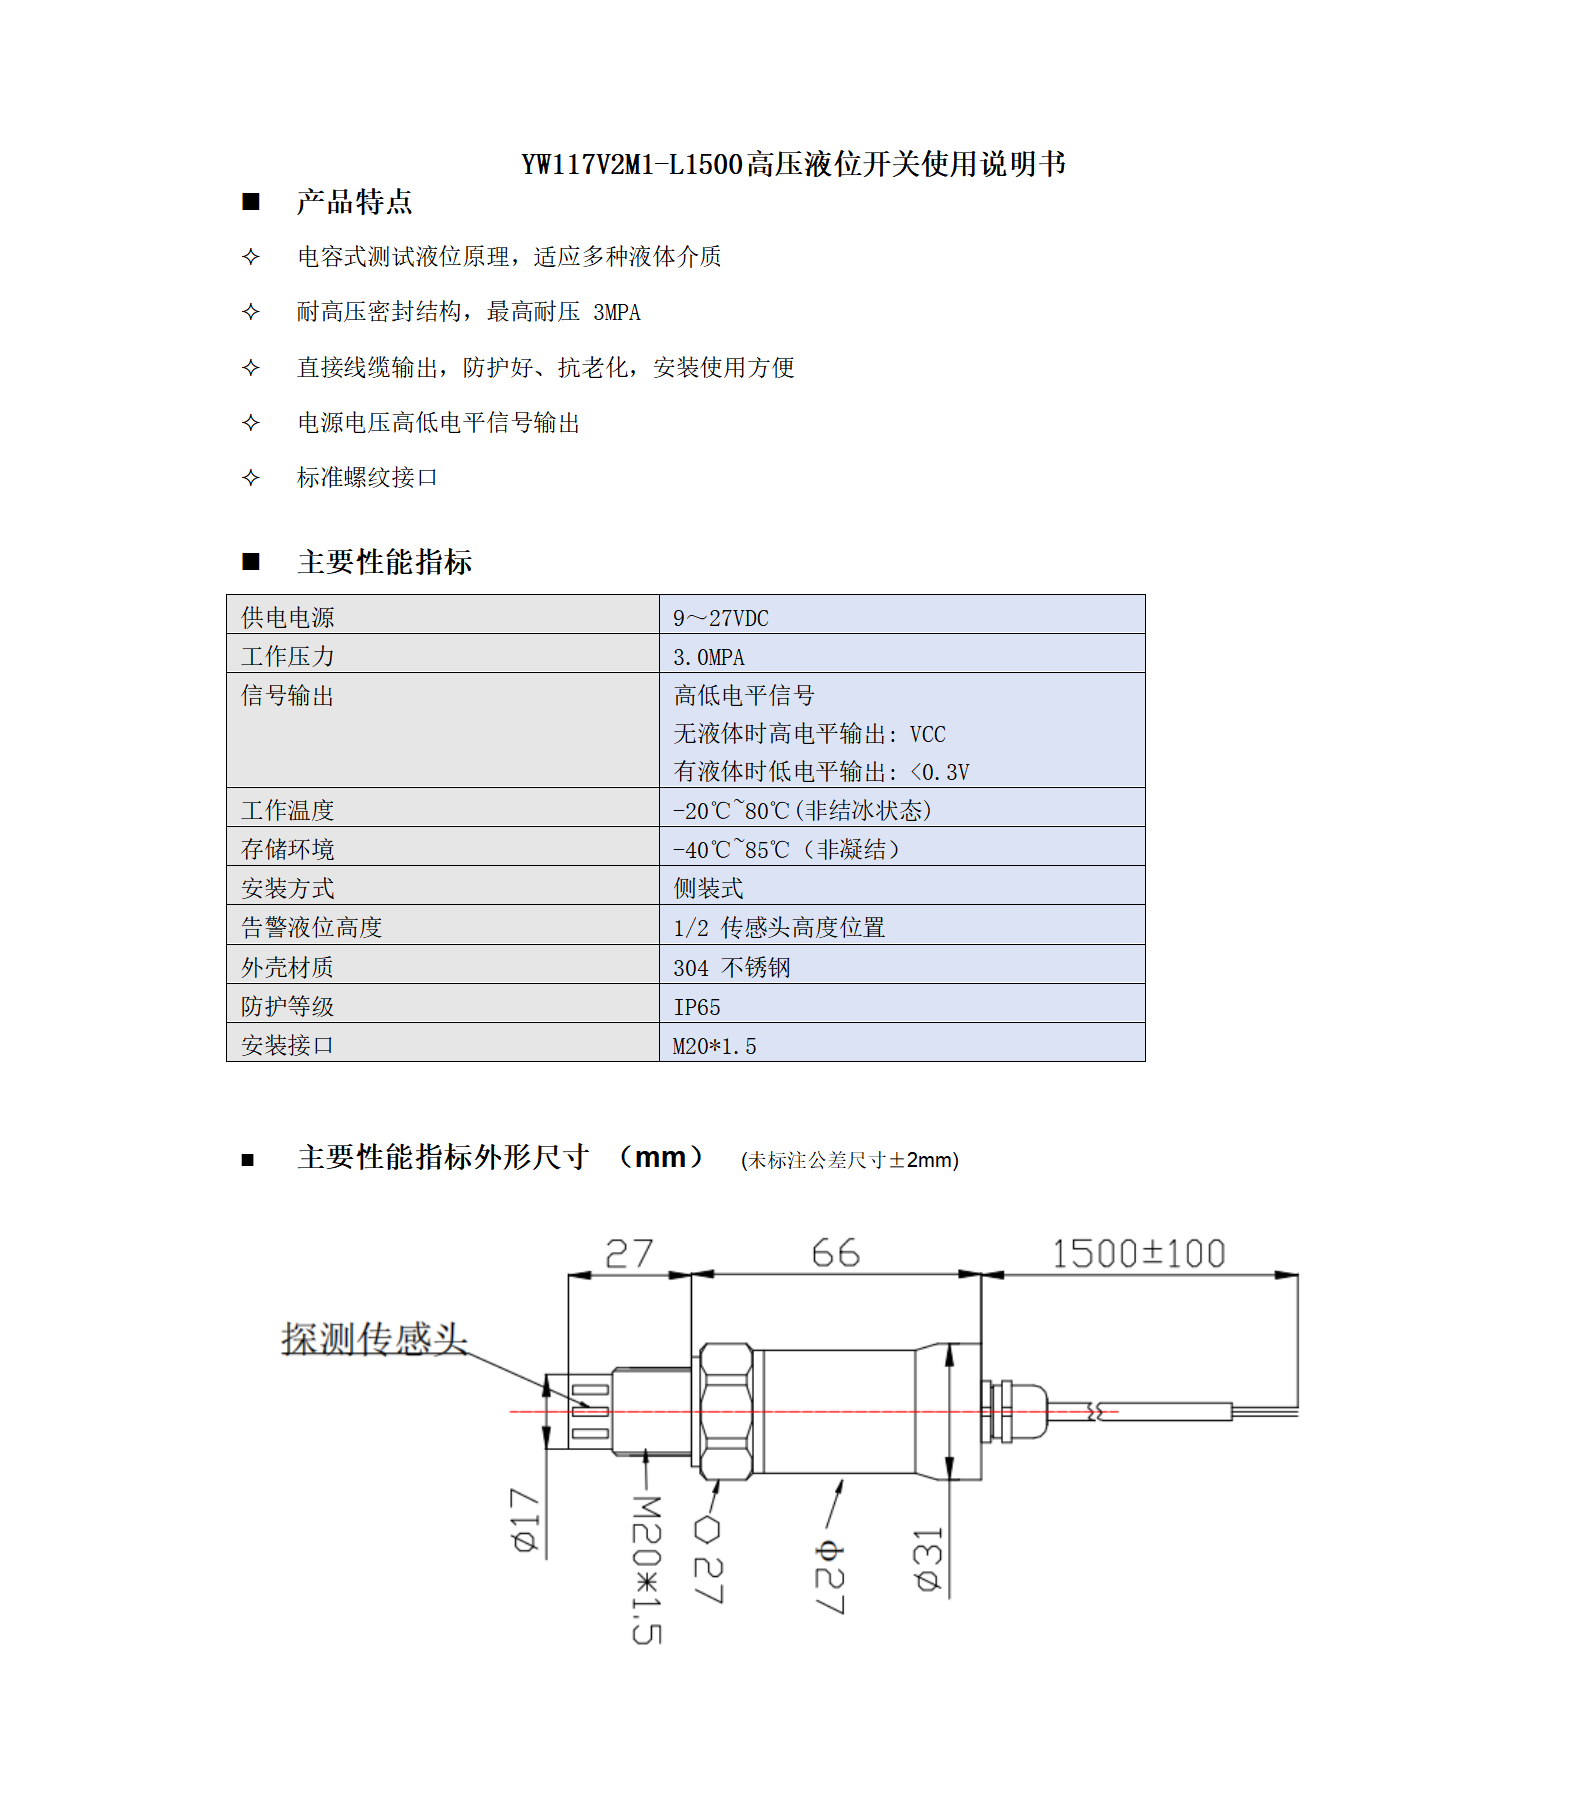 YW117V2M1-L1500高压液位开关使用说明书
■ 产品特点
✧ 电容式测试液位原理，适应多种液体介质
✧ 耐高压密封结构，最高耐压 3MPA
✧ 直接线缆输出，防护好、抗老化，安装使用方便
✧ 电源电压高低电平信号输出
✧ 标准螺纹接口
■ 主要性能指标
供电电源 9～27VDC
工作压力 3.0MPA
信号输出 高低电平信号
无液体时高电平输出: VCC
有液体时低电平输出: <0.3V
工作温度 -20℃~80℃(非结冰状态)
存储环境 -40℃~85℃（非凝结）
安装方式 侧装式
告警液位高度 1/2 传感头高度位置
外壳材质 304 不锈钢
防护等级 IP65
安装接口 M20*1.5
■ 主要性能指标外形尺寸 （mm） (未标注公差尺寸±2mm)
27 66 1500±100
探测传感头
ø17
M20*1.5
⬡27
φ27
ø31